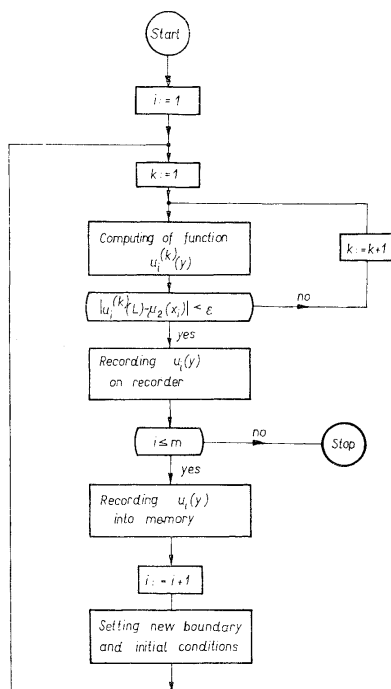 Start
i:=1
k:=1
Computing of function
u_i^(k)(y)
k:=k+1
|u_i^(k)(L)-μ_2(x_i)| < ε
no
yes
Recording u_i(y)
on recorder
i≤m
no
Stop
yes
Recording u_i(y)
into memory
i:=i+1
Setting new boundary
and initial conditions